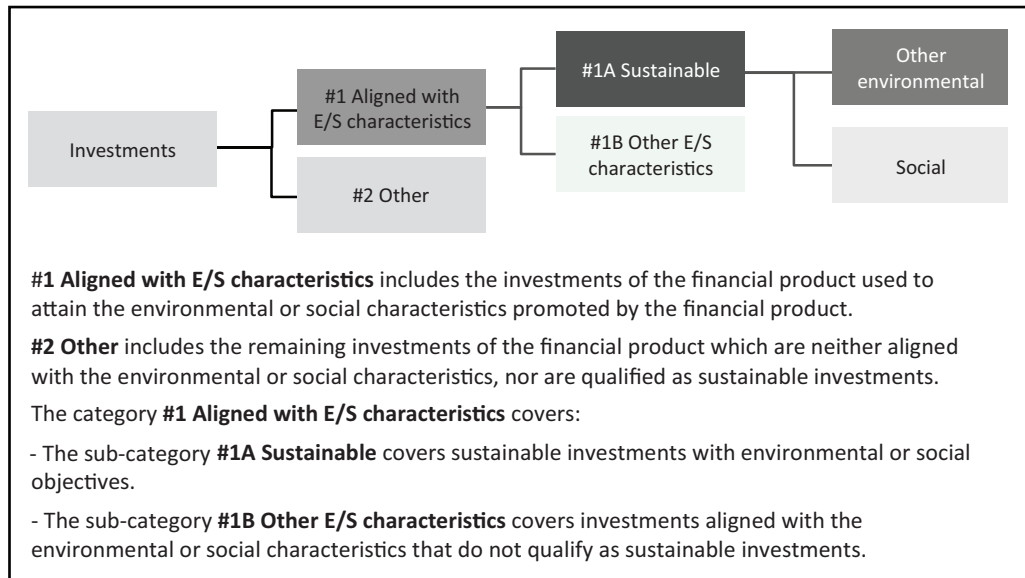 Investments
#1 Aligned with
E/S characteristics
#2 Other
#1A Sustainable
#1B Other E/S
characteristics
Other
environmental
Social
#1 Aligned with E/S characteristics includes the investments of the financial product used to
attain the environmental or social characteristics promoted by the financial product.
#2 Other includes the remaining investments of the financial product which are neither aligned
with the environmental or social characteristics, nor are qualified as sustainable investments.
The category #1 Aligned with E/S characteristics covers:
- The sub-category #1A Sustainable covers sustainable investments with environmental or social
objectives.
- The sub-category #1B Other E/S characteristics covers investments aligned with the
environmental or social characteristics that do not qualify as sustainable investments.